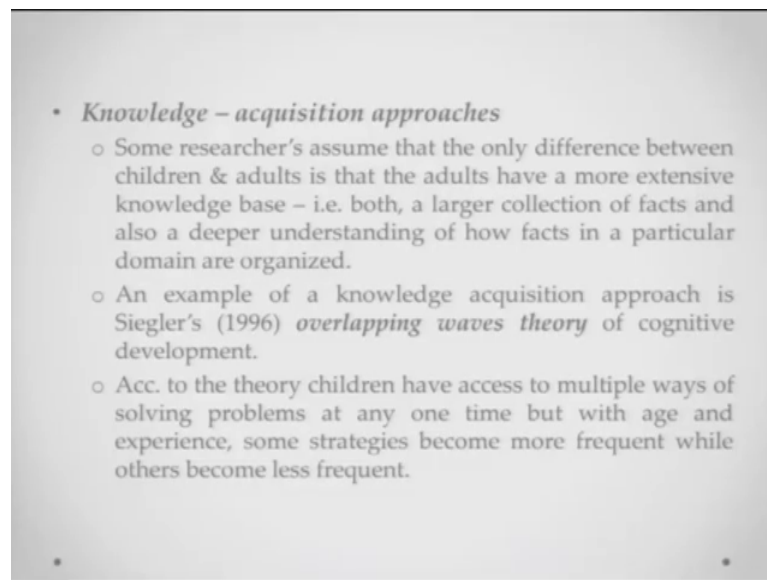 • Knowledge – acquisition approaches
o Some researcher's assume that the only difference between
children & adults is that the adults have a more extensive
knowledge base – i.e. both, a larger collection of facts and
also a deeper understanding of how facts in a particular
domain are organized.
o An example of a knowledge acquisition approach is
Siegler's (1996) overlapping waves theory of cognitive
development.
o Acc. to the theory children have access to multiple ways of
solving problems at any one time but with age and
experience, some strategies become more frequent while
others become less frequent.